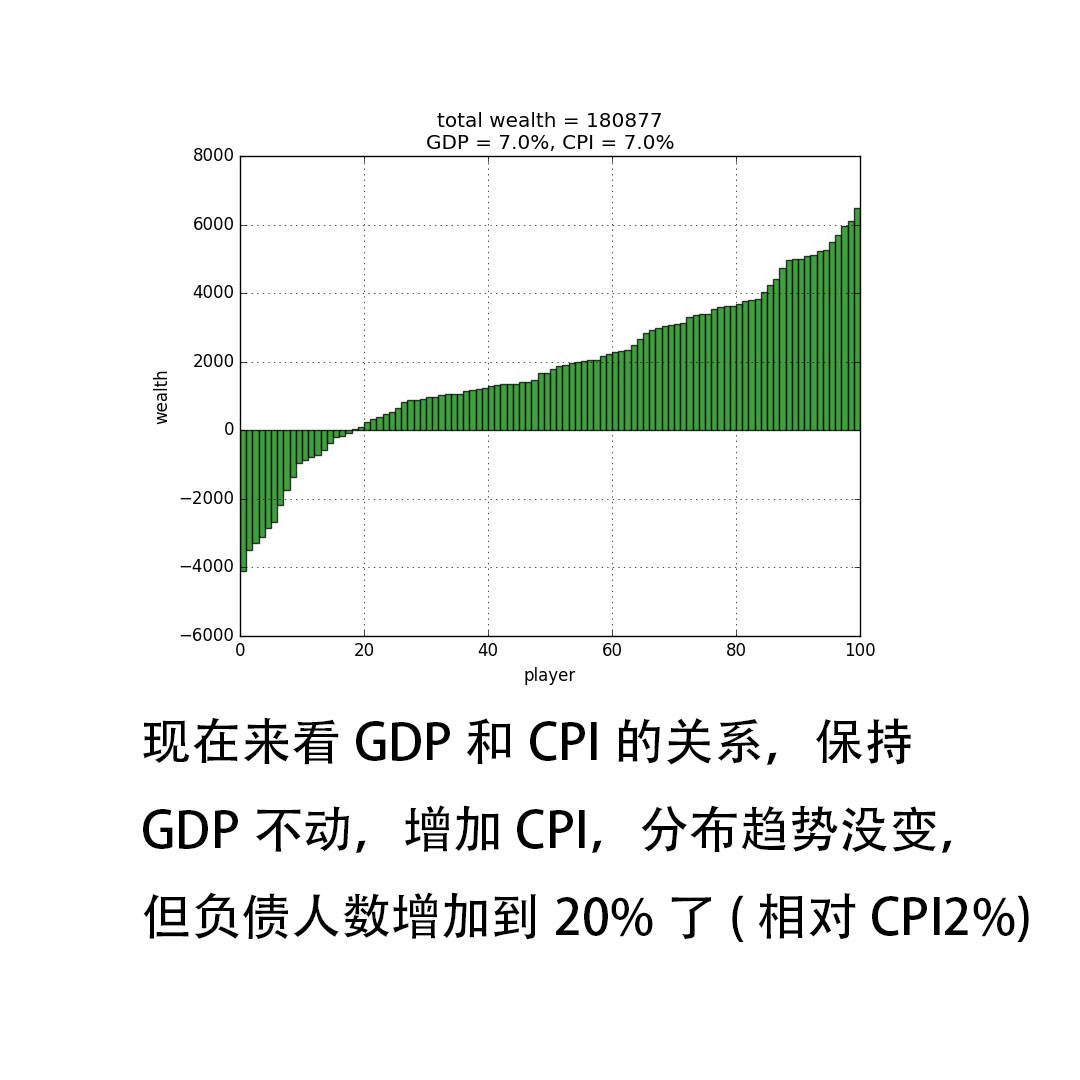 total wealth = 180877
GDP = 7.0%, CPI = 7.0%
8000
6000
4000
2000
0
−2000
−4000
−6000
wealth
0 20 40 60 80 100
player
现在来看 GDP 和 CPI 的关系，保持
GDP 不动，增加 CPI，分布趋势没变，
但负债人数增加到 20% 了 ( 相对 CPI2%)